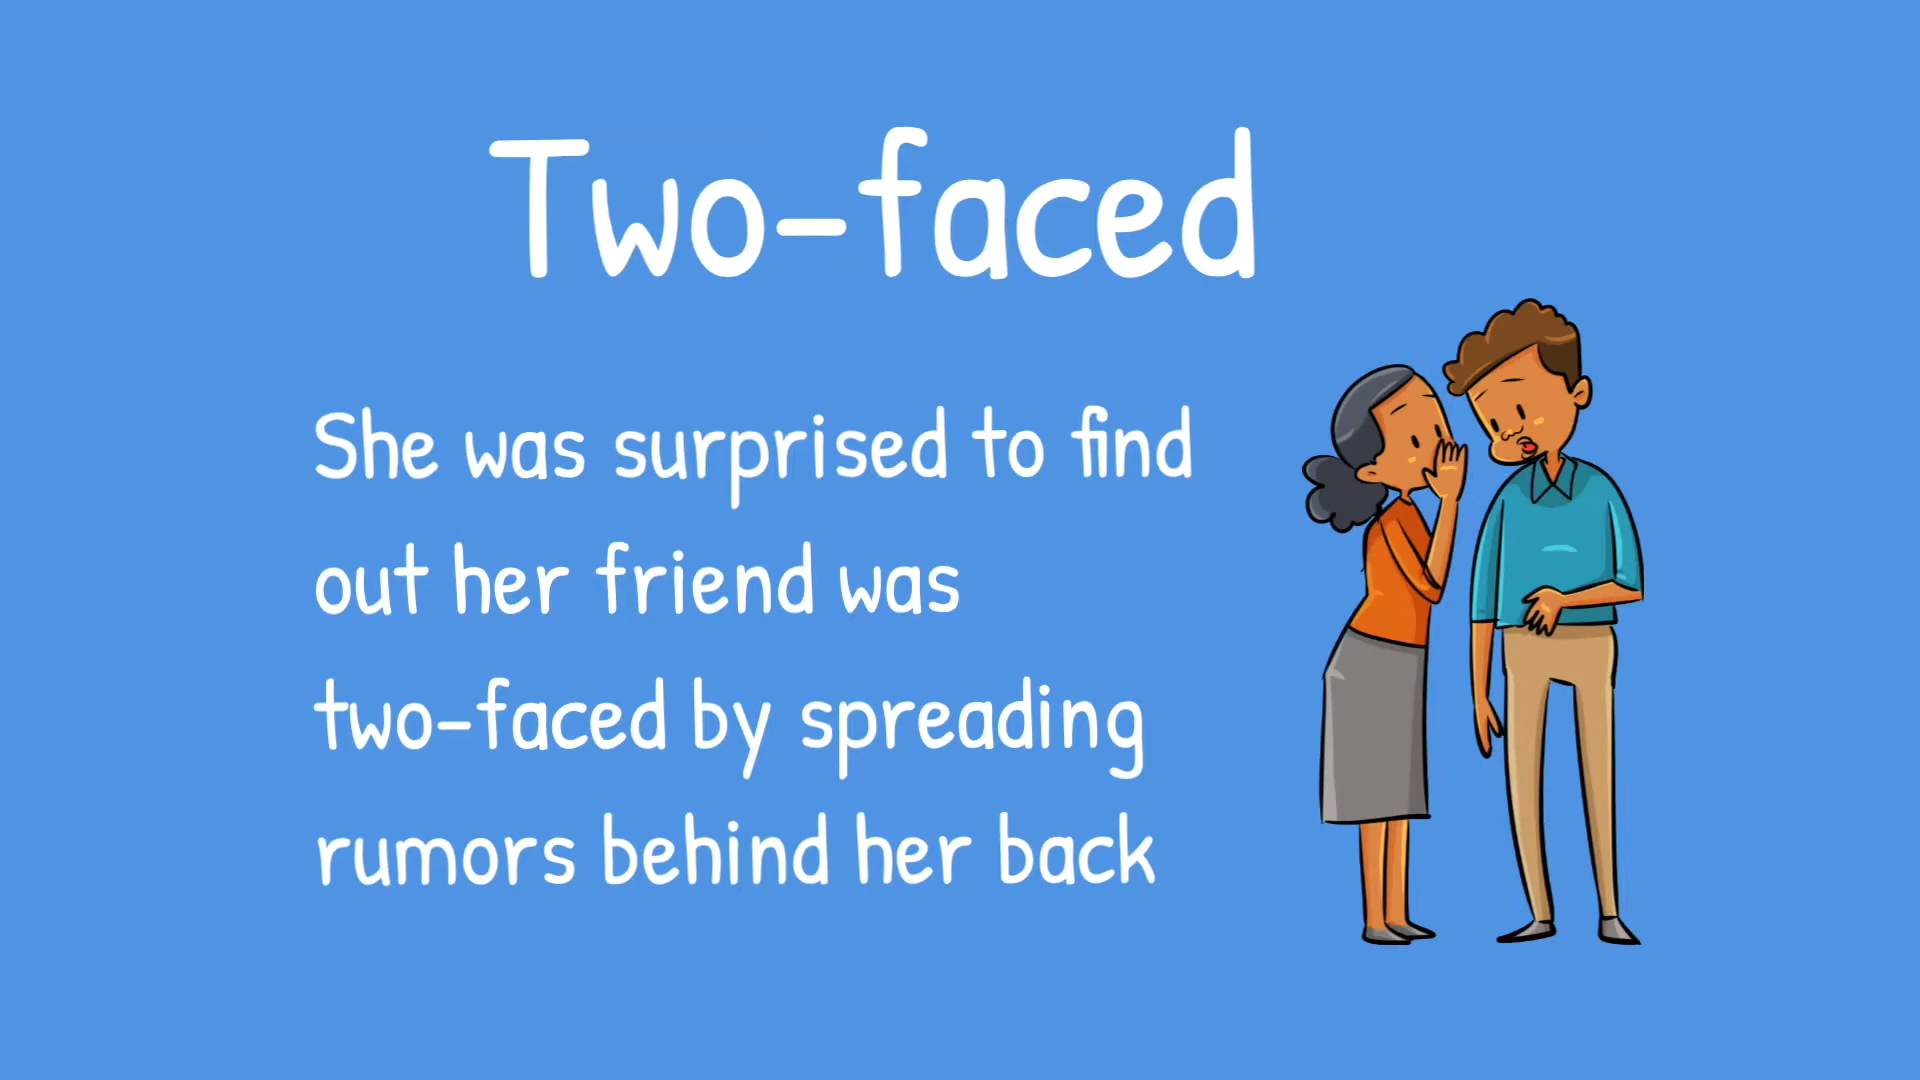 Two-faced
She was surprised to find
out her friend was
two-faced by spreading
rumors behind her back